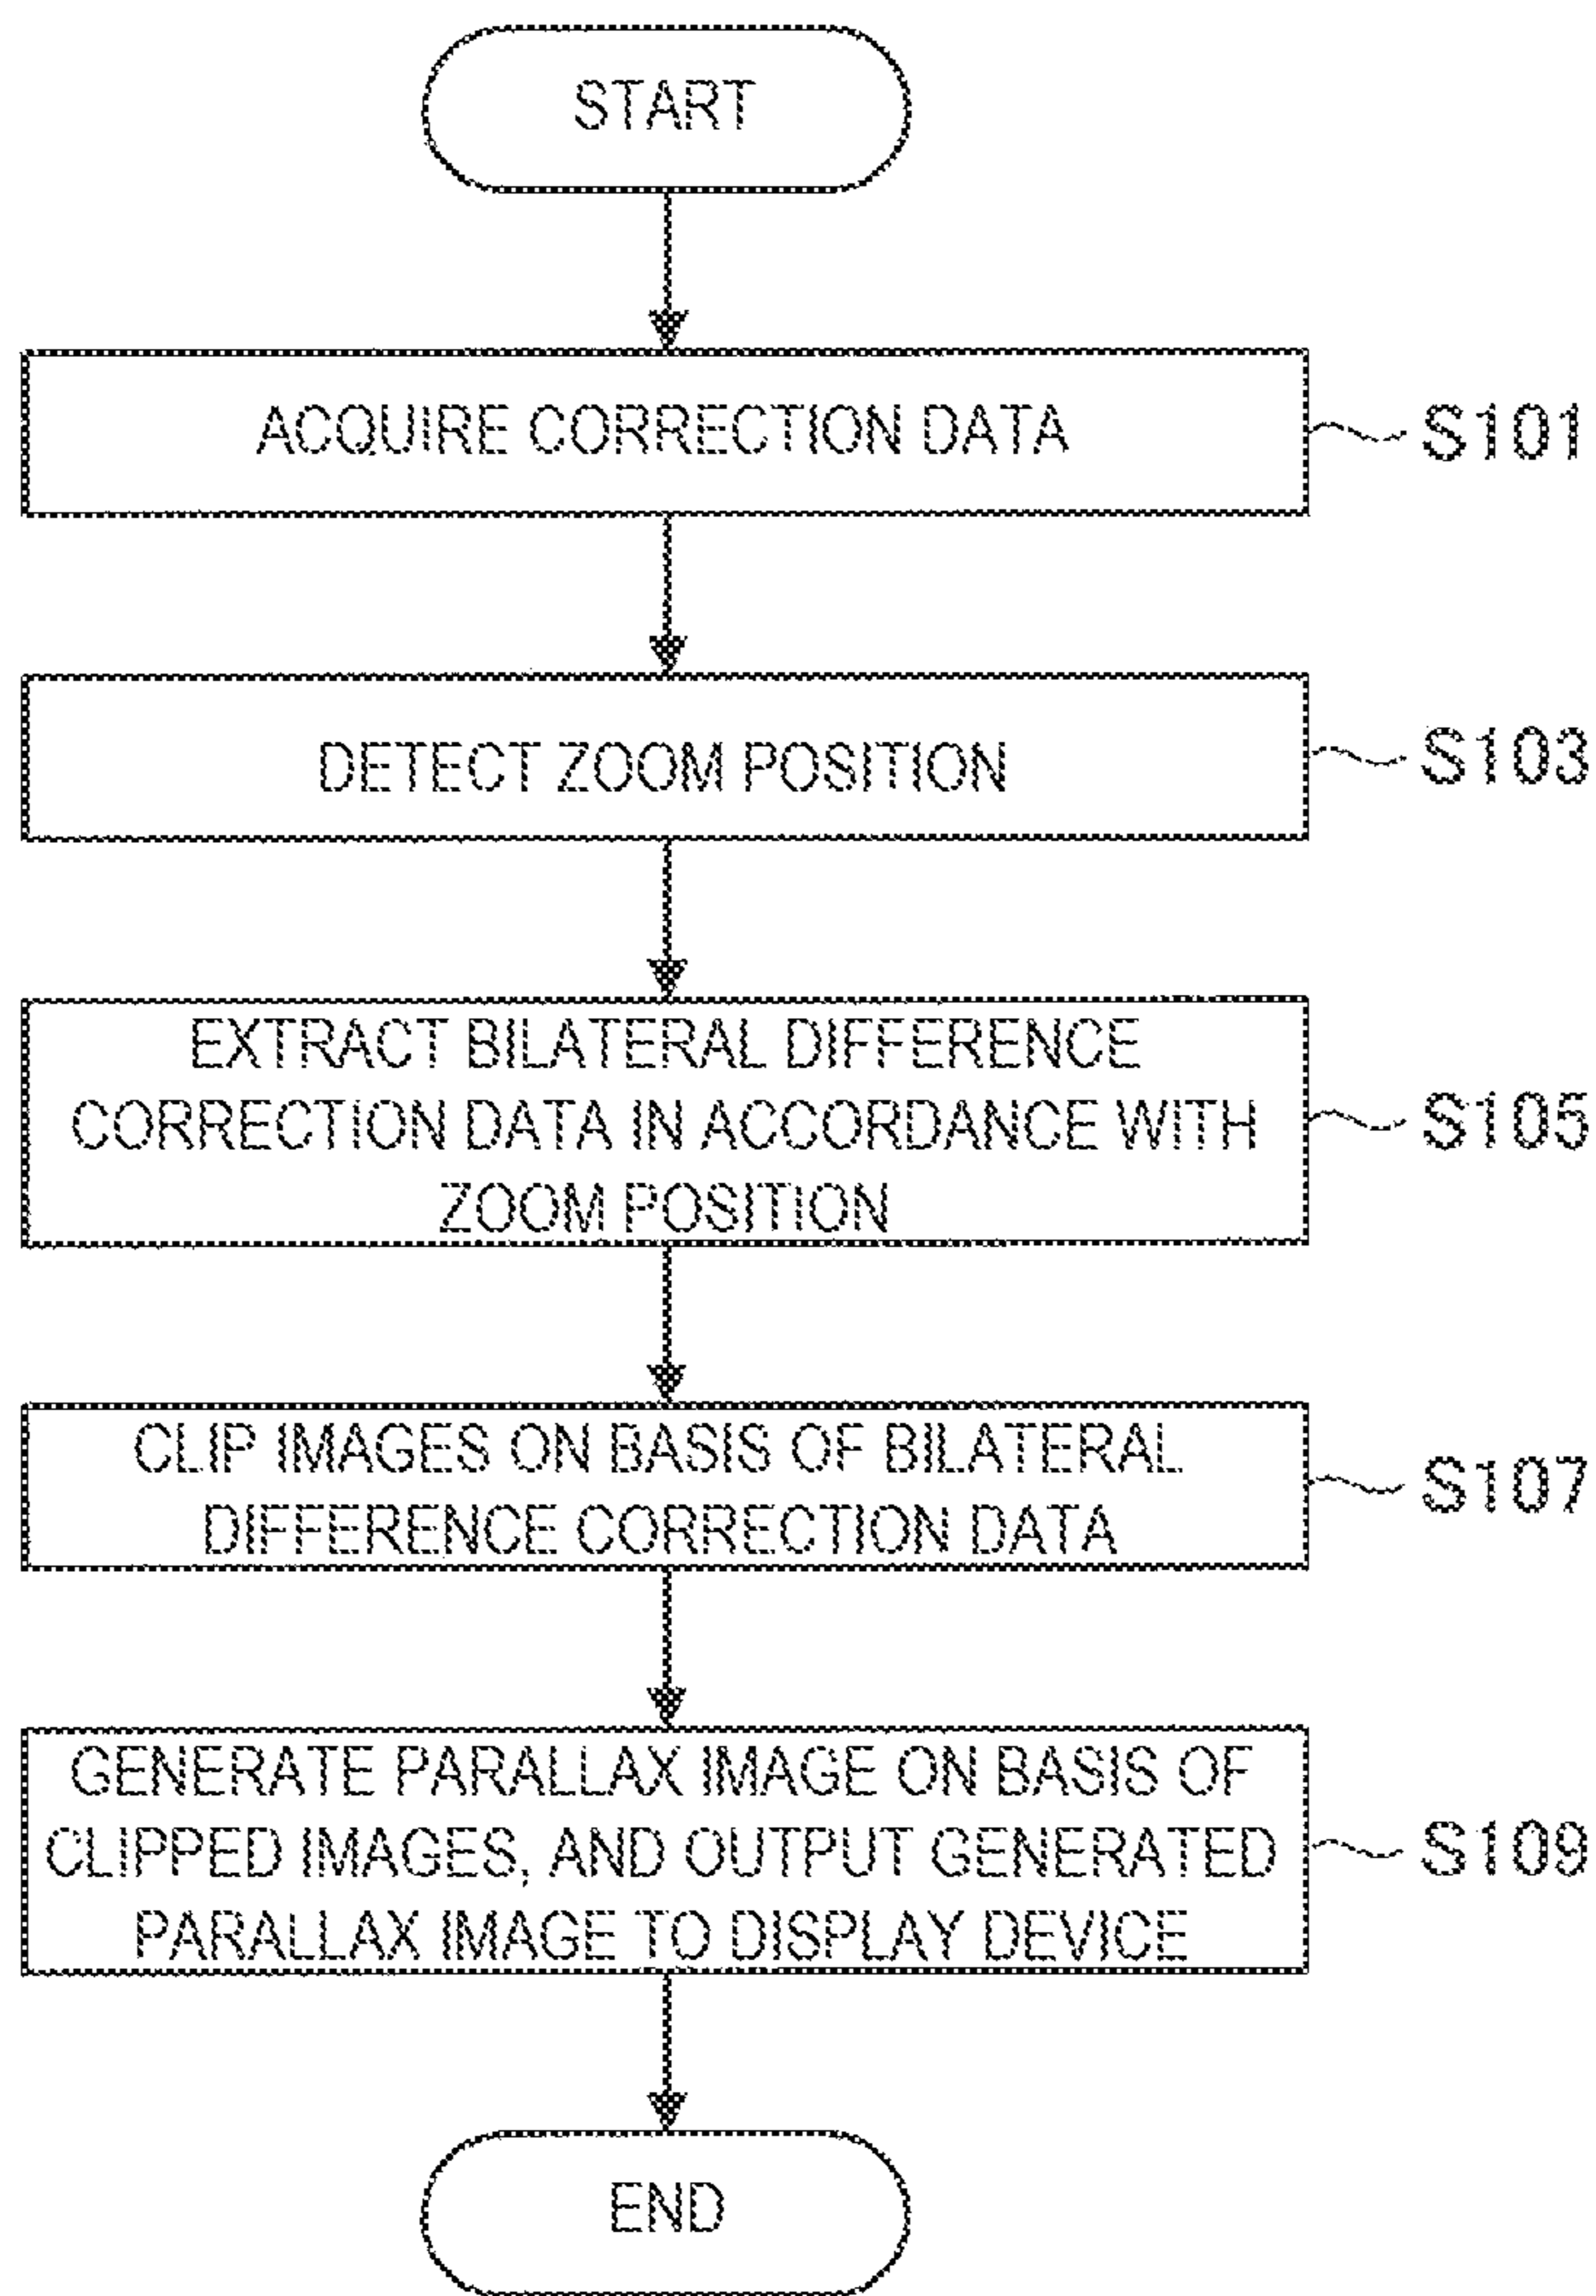 START
ACQUIRE CORRECTION DATA
S101
DETECT ZOOM POSITION
S103
EXTRACT BILATERAL DIFFERENCE
CORRECTION DATA IN ACCORDANCE WITH
ZOOM POSITION
S105
CLIP IMAGES ON BASIS OF BILATERAL
DIFFERENCE CORRECTION DATA
S107
GENERATE PARALLAX IMAGE ON BASIS OF
CLIPPED IMAGES, AND OUTPUT GENERATED
PARALLAX IMAGE TO DISPLAY DEVICE
S109
END